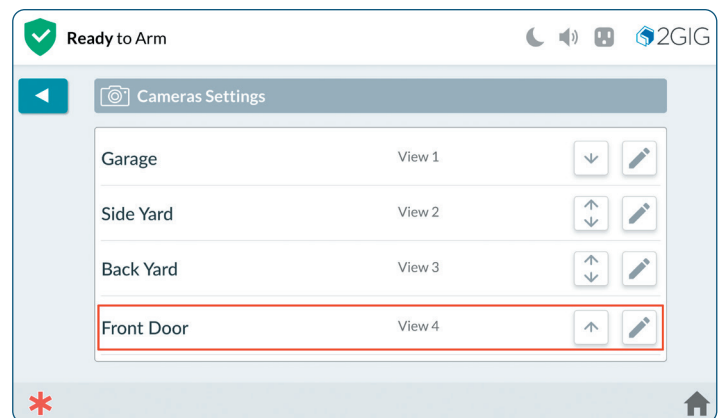 Ready to Arm
2GIG
Cameras Settings
Garage View 1
Side Yard View 2
Back Yard View 3
Front Door View 4